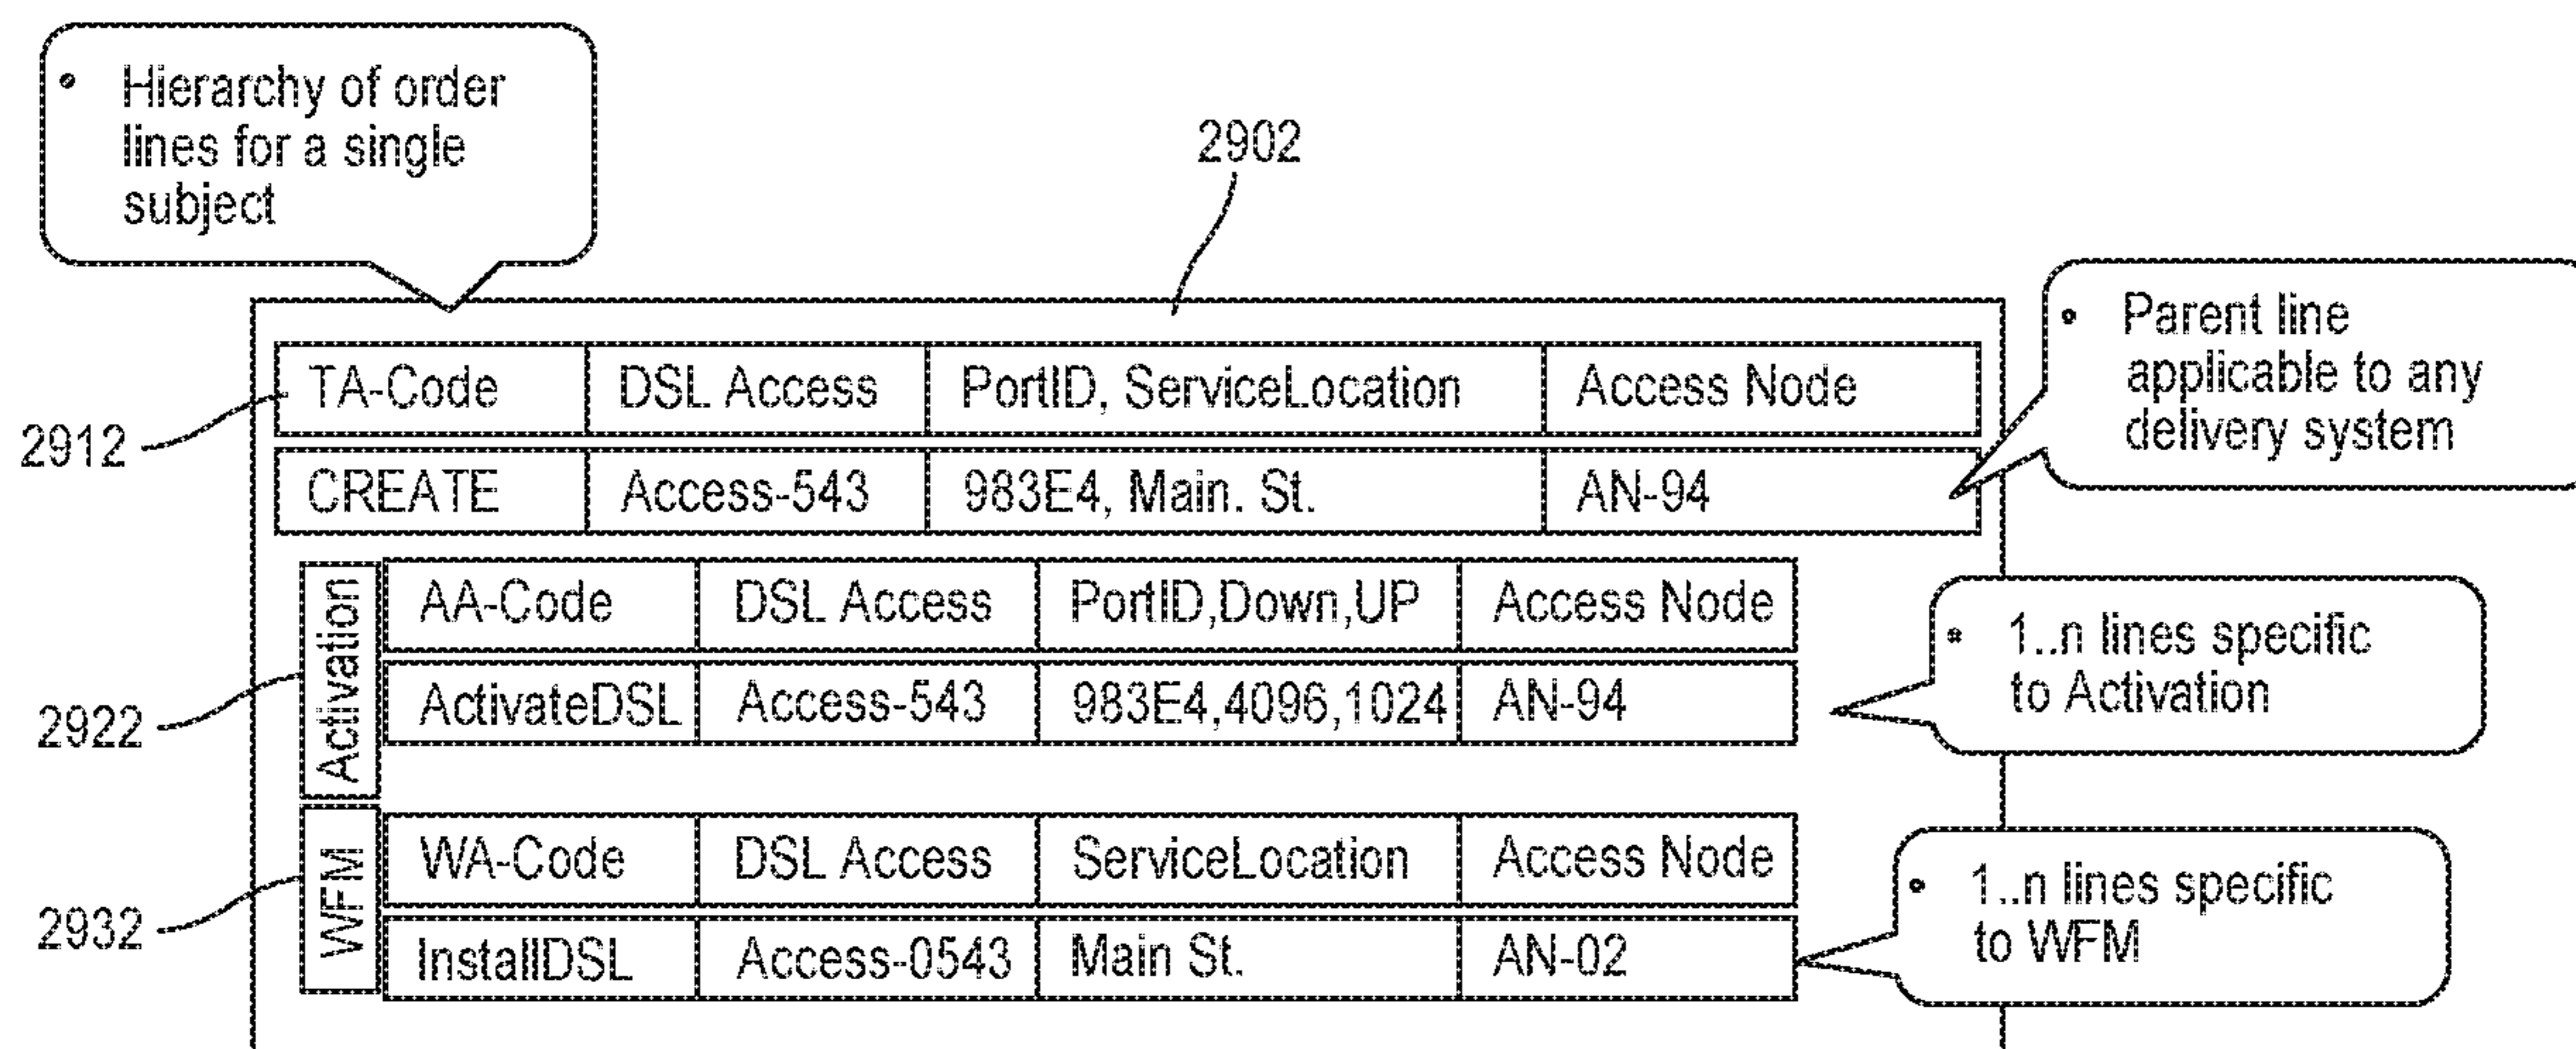 • Hierarchy of order
lines for a single
subject
2902
• Parent line
applicable to any
delivery system
TA-Code DSL Access PortID, ServiceLocation Access Node
2912
CREATE Access-543 983E4, Main. St. AN-94
Activation
AA-Code DSL Access PortID,Down,UP Access Node
• 1..n lines specific
to Activation
2922
ActivateDSL Access-543 983E4,4096,1024 AN-94
WFM
WA-Code DSL Access ServiceLocation Access Node
• 1..n lines specific
to WFM
2932
InstallDSL Access-0543 Main St. AN-02